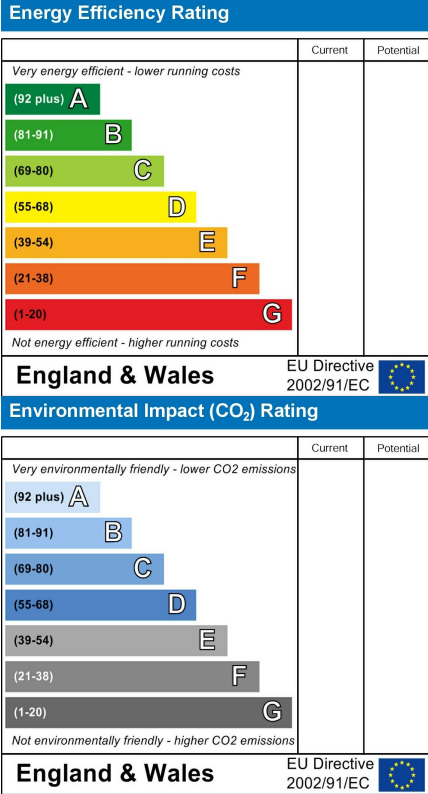 Energy Efficiency Rating
Current Potential
Very energy efficient - lower running costs
(92 plus) A
(81-91) B
(69-80) C
(55-68) D
(39-54) E
(21-38) F
(1-20) G
Not energy efficient - higher running costs
England & Wales
EU Directive
2002/91/EC
Environmental Impact (CO₂) Rating
Current Potential
Very environmentally friendly - lower CO2 emissions
(92 plus) A
(81-91) B
(69-80) C
(55-68) D
(39-54) E
(21-38) F
(1-20) G
Not environmentally friendly - higher CO2 emissions
England & Wales
EU Directive
2002/91/EC